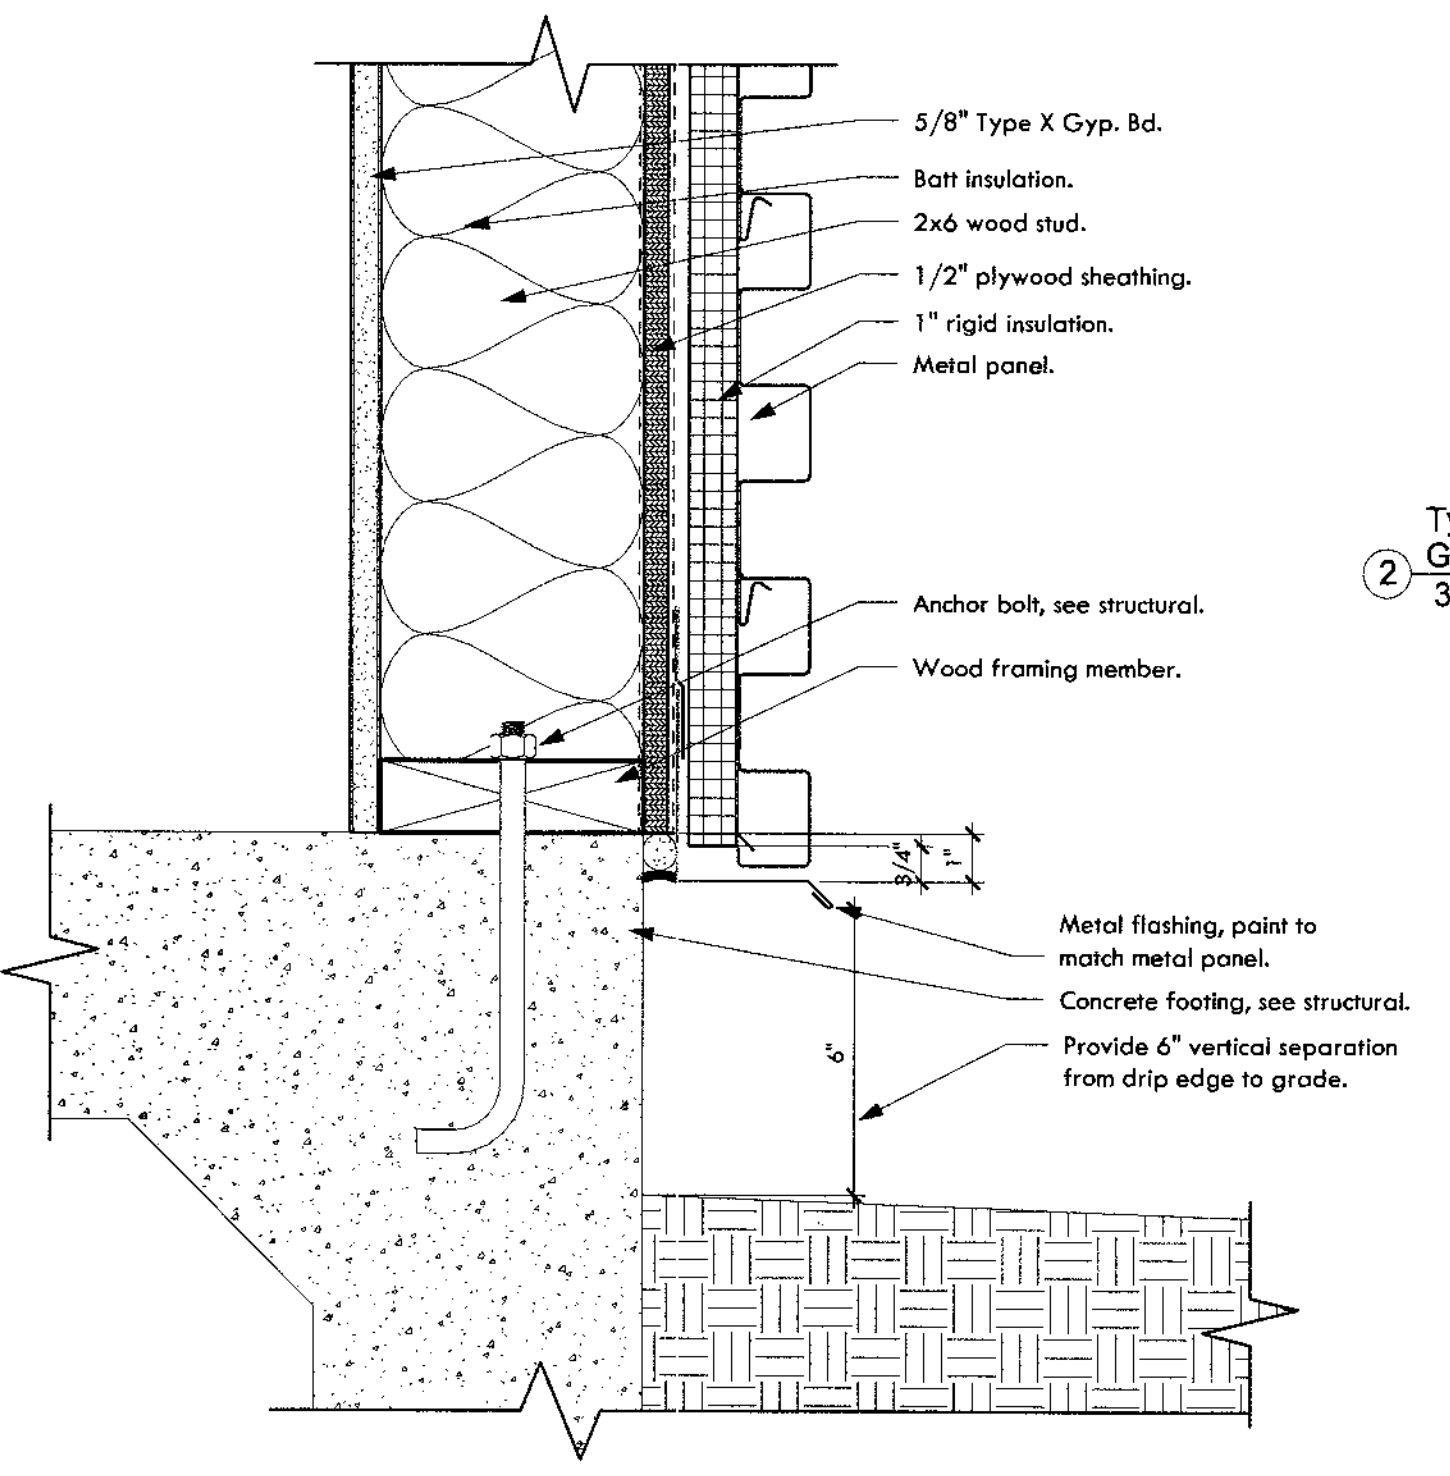 5/8" Type X Gyp. Bd.
Batt insulation.
2x6 wood stud.
1/2" plywood sheathing.
1" rigid insulation.
Metal panel.
2
G
3
Anchor bolt, see structural.
Wood framing member.
3/4"
1"
Metal flashing, paint to
match metal panel.
Concrete footing, see structural.
6"
Provide 6" vertical separation
from drip edge to grade.